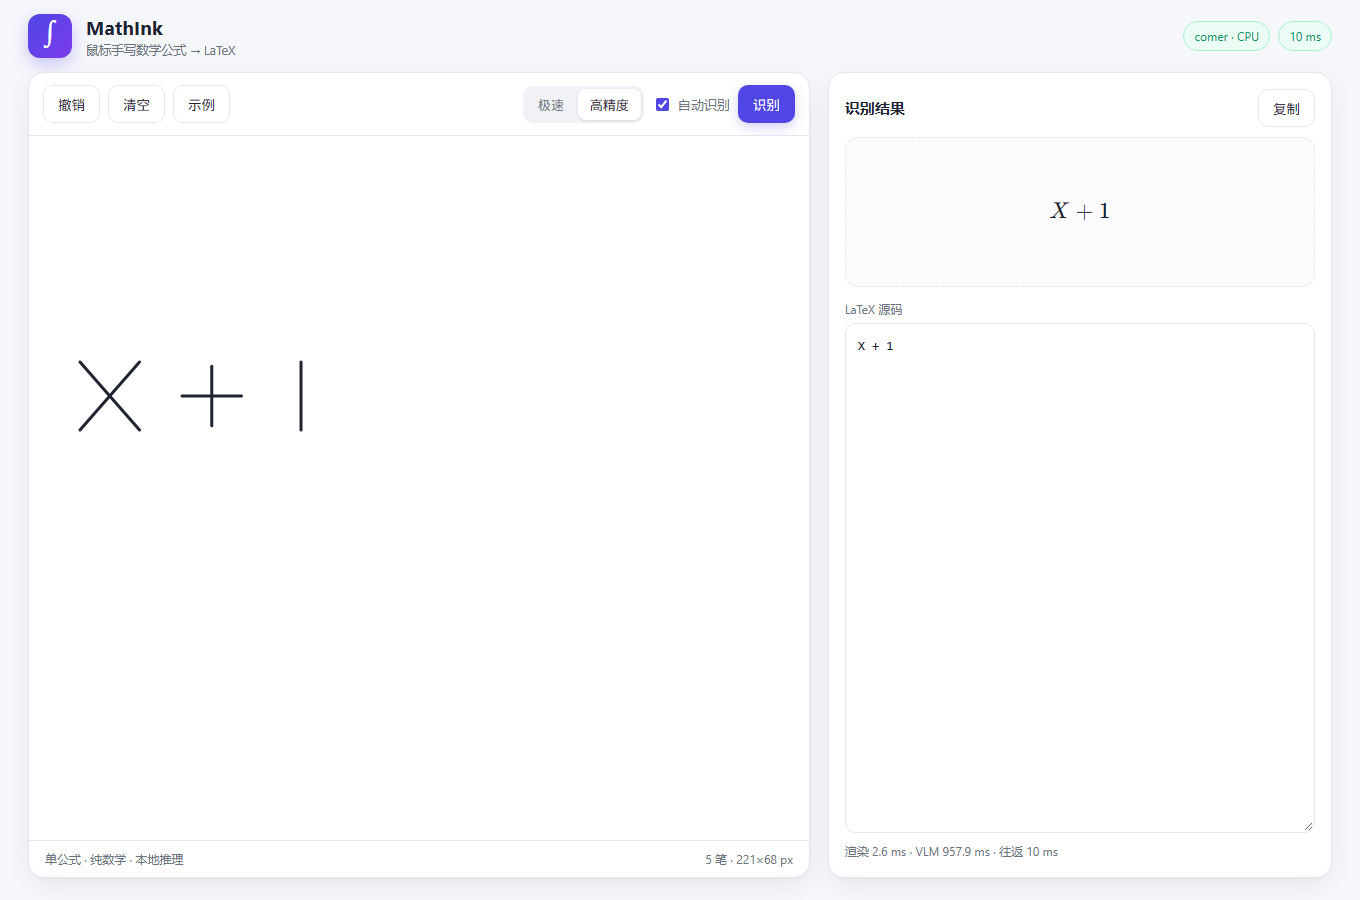 ∫
MathInk
鼠标手写数学公式 → LaTeX
comer · CPU
10 ms
撤销
清空
示例
极速
高精度
自动识别
识别
X + 1
单公式 · 纯数学 · 本地推理
5 笔 · 221×68 px
识别结果
复制
X + 1
LaTeX 源码
X + 1
渲染 2.6 ms · VLM 957.9 ms · 往返 10 ms